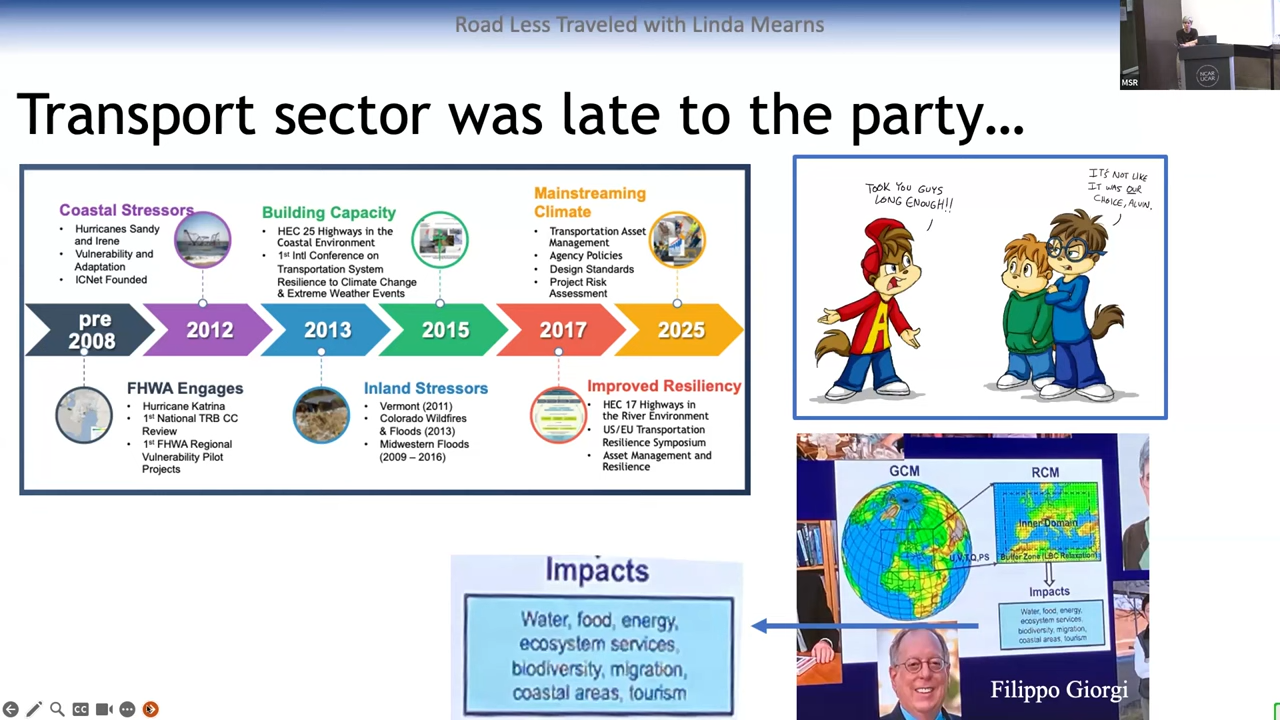 Road Less Traveled with Linda Mearns
MSR
NCAR
UCAR
Transport sector was late to the party…
Coastal Stressors
• Hurricanes Sandy
and Irene
• Vulnerability and
Adaptation
• ICNet Founded
Building Capacity
• HEC 25 Highways in the
Coastal Environment
• 1st Intl Conference on
Transportation System
Resilience to Climate Change
& Extreme Weather Events
Mainstreaming
Climate
• Transportation Asset
Management
• Agency Policies
• Design Standards
• Project Risk
Assessment
pre
2008
2012
2013
2015
2017
2025
FHWA Engages
• Hurricane Katrina
• 1st National TRB CC
Review
• 1st FHWA Regional
Vulnerability Pilot
Projects
Inland Stressors
• Vermont (2011)
• Colorado Wildfires
& Floods (2013)
• Midwestern Floods
(2009 – 2016)
Improved Resiliency
• HEC 17 Highways in
the River Environment
• US/EU Transportation
Resilience Symposium
• Asset Management and
Resilience
TOOK YOU GUYS
LONG ENOUGH!!
IT'S NOT LIKE
IT WAS OUR
CHOICE, ALVIN.
A
GCM
RCM
Inner Domain
U,V,T,Q,PS
Buffer Zone (LBC Relaxation)
Impacts
Water, food, energy,
ecosystem services,
biodiversity, migration,
coastal areas, tourism
Filippo Giorgi
Impacts
Water, food, energy,
ecosystem services,
biodiversity, migration,
coastal areas, tourism
CC